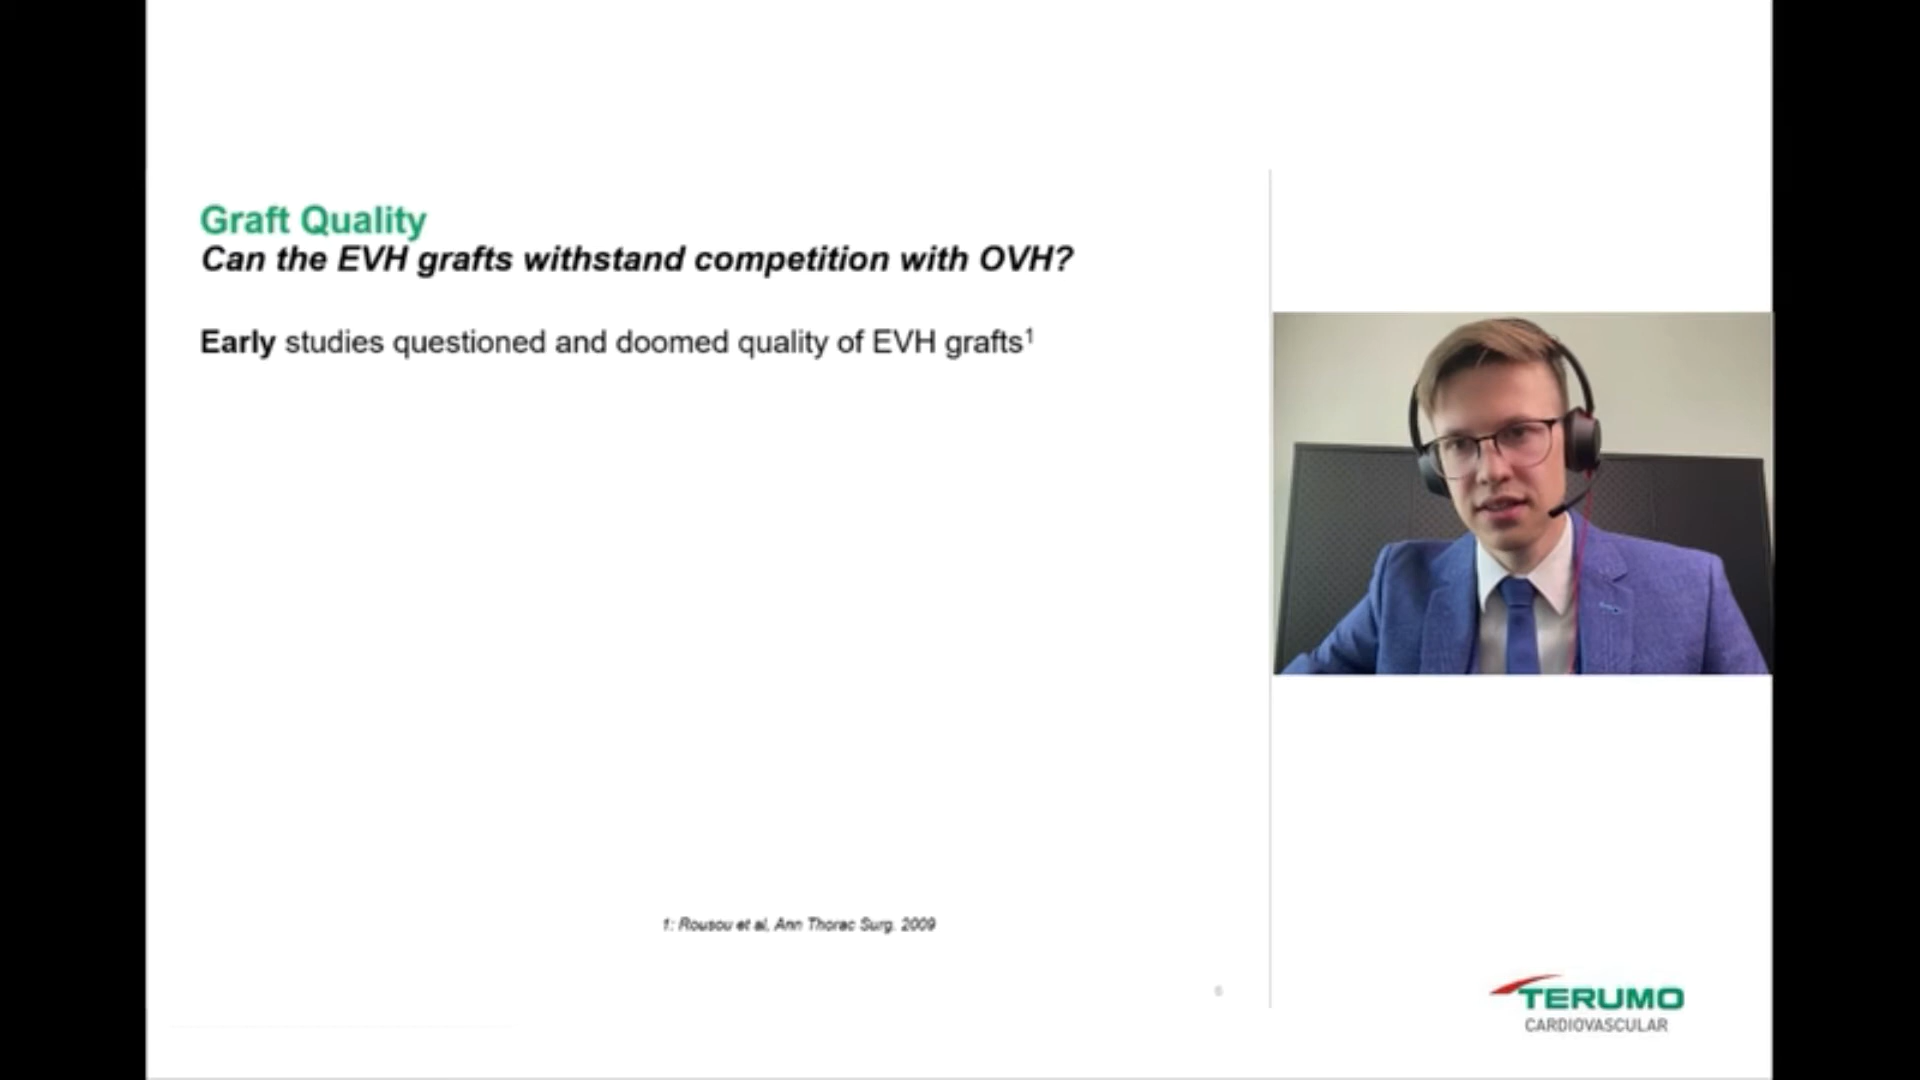 Graft Quality
Can the EVH grafts withstand competition with OVH?
Early studies questioned and doomed quality of EVH grafts¹
1: Rousou et al, Ann Thorac Surg. 2009
6
TERUMO
CARDIOVASCULAR